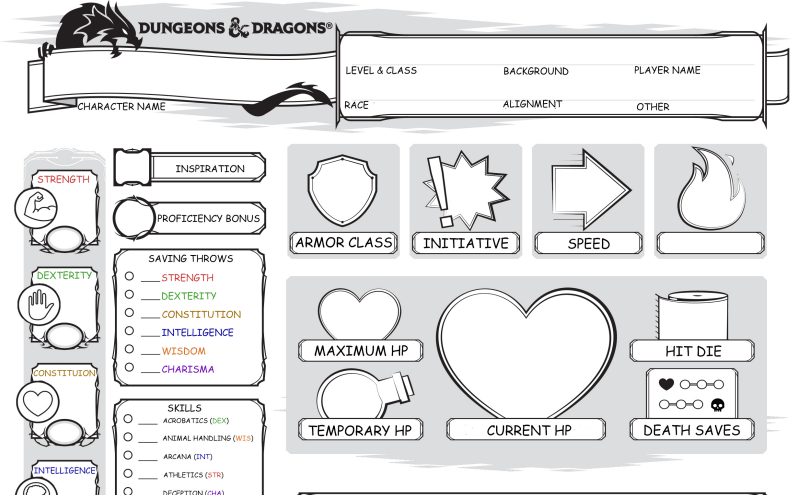 DUNGEONS & DRAGONS®
LEVEL & CLASS
BACKGROUND
PLAYER NAME
CHARACTER NAME
RACE
ALIGNMENT
OTHER
STRENGTH
DEXTERITY
CONSTITUION
INTELLIGENCE
INSPIRATION
PROFICIENCY BONUS
SAVING THROWS
STRENGTH
DEXTERITY
CONSTITUTION
INTELLIGENCE
WISDOM
CHARISMA
SKILLS
ACROBATICS (DEX)
ANIMAL HANDLING (WIS)
ARCANA (INT)
ATHLETICS (STR)
DECEPTION (CHA)
ARMOR CLASS
INITIATIVE
SPEED
MAXIMUM HP
TEMPORARY HP
CURRENT HP
HIT DIE
DEATH SAVES